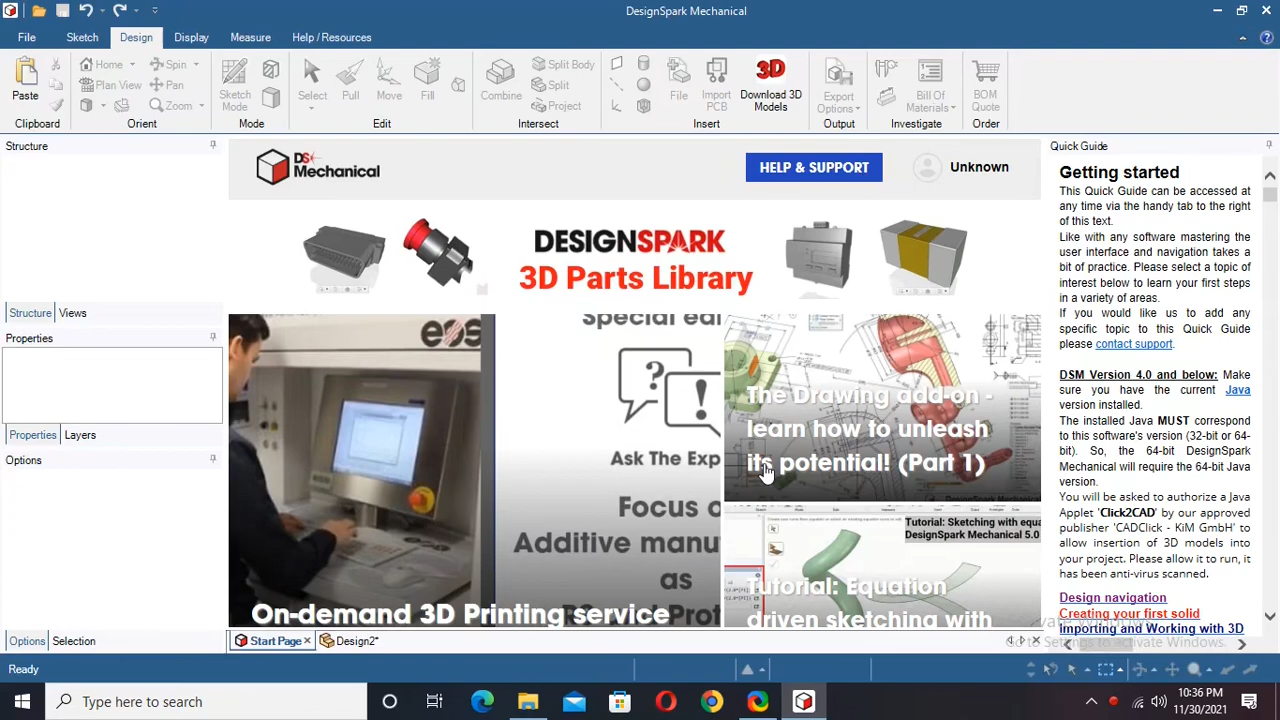 DesignSpark Mechanical
File Sketch Design Display Measure Help / Resources
Paste
Clipboard
Home Spin
Plan View Pan
Zoom
Orient
Sketch Mode
Mode
Select Pull Move Fill
Edit
Combine
Split Body
Split
Project
Intersect
File
Import PCB
3D
Download 3D Models
Insert
Export Options
Output
Bill Of Materials
Investigate
BOM Quote
Order
Structure
Structure Views
Properties
Properties Layers
Options
Options Selection
DS
Mechanical
HELP & SUPPORT
Unknown
DESIGNSPARK
3D Parts Library
eos
On-demand 3D Printing service
Special
Ask The
Focus
Additive
as
The Drawing add-on -
learn how to unleash
its potential! (Part 1)
Tutorial: Sketching with
DesignSpark Mechanical 5.0
Tutorial: Equation
driven sketching with
Start Page Design2*
Quick Guide
Getting started
This Quick Guide can be accessed at
any time via the handy tab to the right
of this text.
Like with any software mastering the
user interface and navigation takes a
bit of practice. Please select a topic of
interest below to learn your first steps
in a variety of areas.
If you would like us to add any
specific topic to this Quick Guide
please contact support.
DSM Version 4.0 and below: Make
sure you have the current Java
version installed.
The installed Java MUST correspond
to this software's version (32-bit or 64-
bit). So, the 64-bit DesignSpark
Mechanical will require the 64-bit Java
version.
You will be asked to authorize a Java
Applet 'Click2CAD' by our approved
publisher 'CADClick - KiM GmbH' to
allow insertion of 3D models into
your project. Please allow it to run, it
has been anti-virus scanned.
Design navigation
Creating your first solid
Importing and Working with 3D
Activate Windows
Go to Settings to activate Windows.
Ready
Type here to search
10:36 PM
11/30/2021